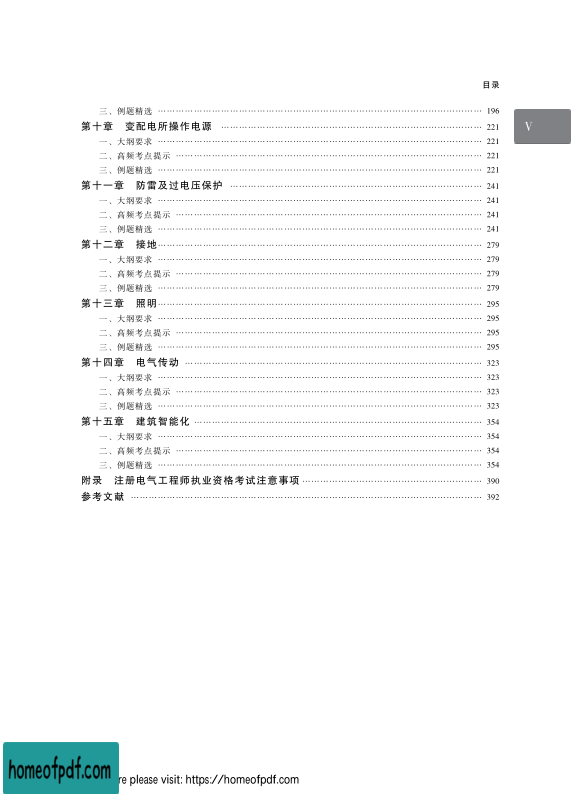 目录
三、例题精选 …… 196
V
第十章 变配电所操作电源 …… 221
一、大纲要求 …… 221
二、高频考点提示 …… 221
三、例题精选 …… 221
第十一章 防雷及过电压保护 …… 241
一、大纲要求 …… 241
二、高频考点提示 …… 241
三、例题精选 …… 241
第十二章 接地 …… 279
一、大纲要求 …… 279
二、高频考点提示 …… 279
三、例题精选 …… 279
第十三章 照明 …… 295
一、大纲要求 …… 295
二、高频考点提示 …… 295
三、例题精选 …… 295
第十四章 电气传动 …… 323
一、大纲要求 …… 323
二、高频考点提示 …… 323
三、例题精选 …… 323
第十五章 建筑智能化 …… 354
一、大纲要求 …… 354
二、高频考点提示 …… 354
三、例题精选 …… 354
附录 注册电气工程师执业资格考试注意事项 …… 390
参考文献 …… 392
homeofpdf.com
re please visit: https://homeofpdf.com